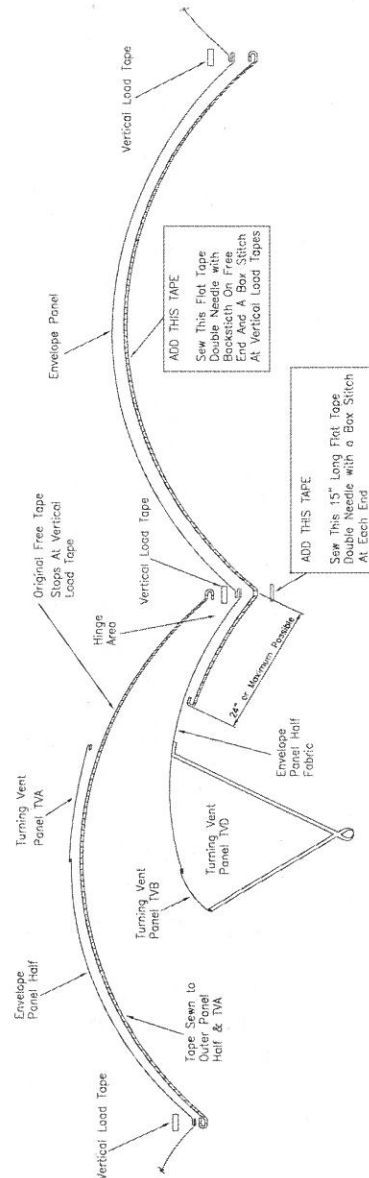 Vertical Load Tape
Envelope
Panel Half
Turning Vent
Panel TVA
Tape Sewn to
Outer Panel
Half & TVA
Turning Vent
Panel TVB
Turning Vent
Panel TVD
Envelope
Panel Half
Fabric
Original Free Tape
Stops At Vertical
Load Tape
Hinge
Area
Vertical Load Tape
24" or Maximum Possible
ADD THIS TAPE
Sew This 15" Long Flat Tape
Double Needle with a Box Stitch
At Each End
Envelope Panel
ADD THIS TAPE
Sew This Flat Tape
Double Needle with
Backsticth On Free
End And A Box Stitch
At Vertical Load Tapes
Vertical Load Tape